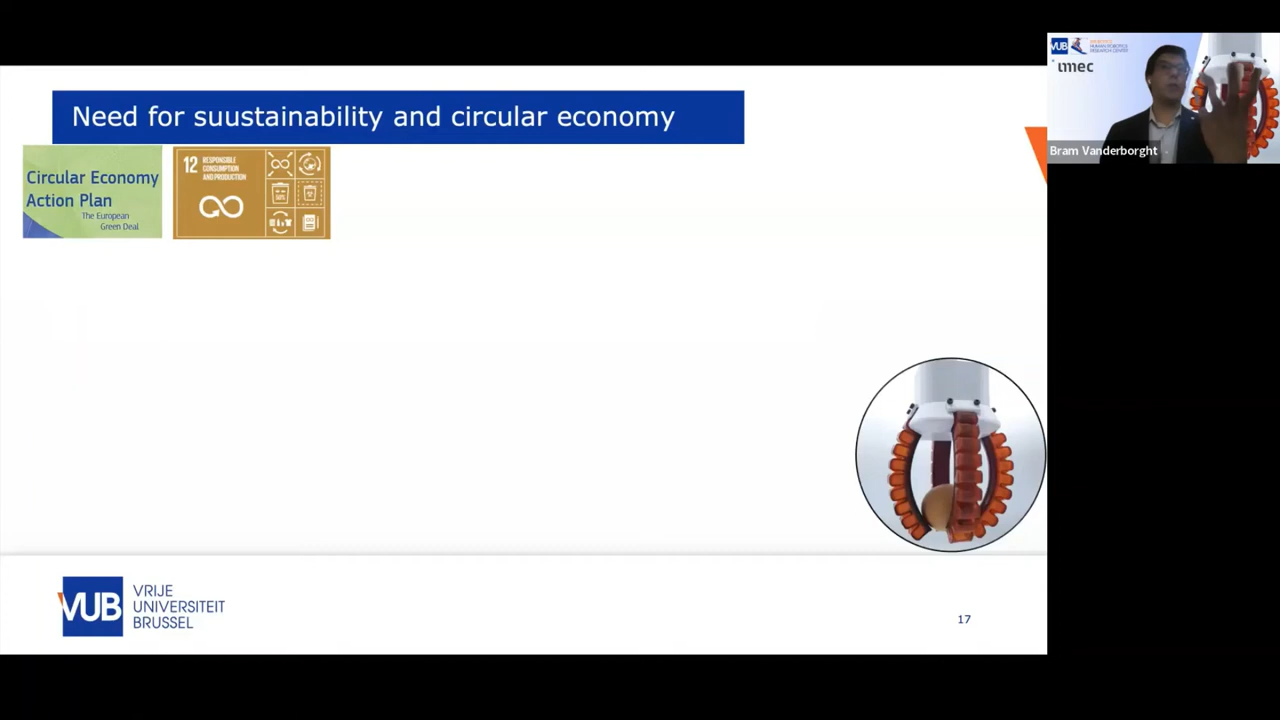 Need for suustainability and circular economy
Circular Economy
Action Plan
The European
Green Deal
12 RESPONSIBLE
CONSUMPTION
AND PRODUCTION
VUB
imec
Bram Vanderborght
VUB
VRIJE
UNIVERSITEIT
BRUSSEL
17